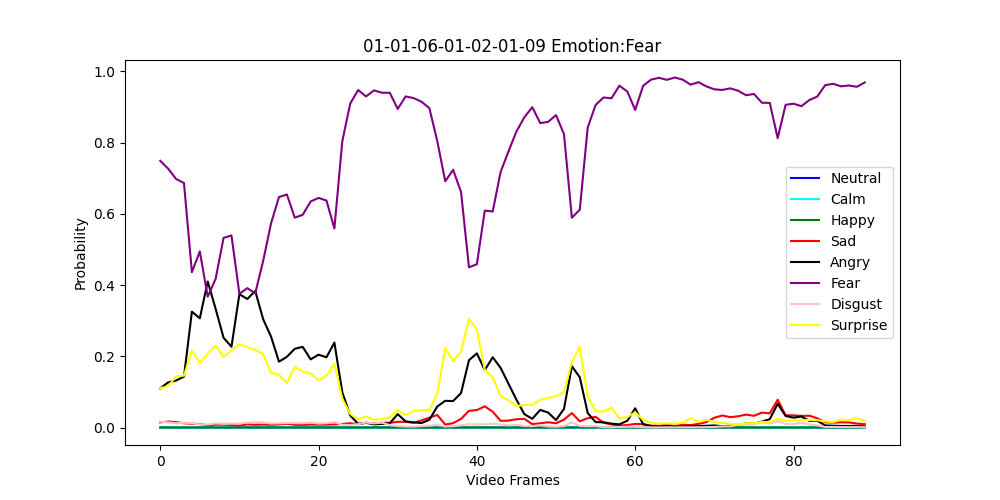 01-01-06-01-02-01-09 Emotion:Fear
1.0
0.8
0.6
0.4
0.2
0.0
Probability
0
20
40
60
80
Video Frames
Neutral
Calm
Happy
Sad
Angry
Fear
Disgust
Surprise